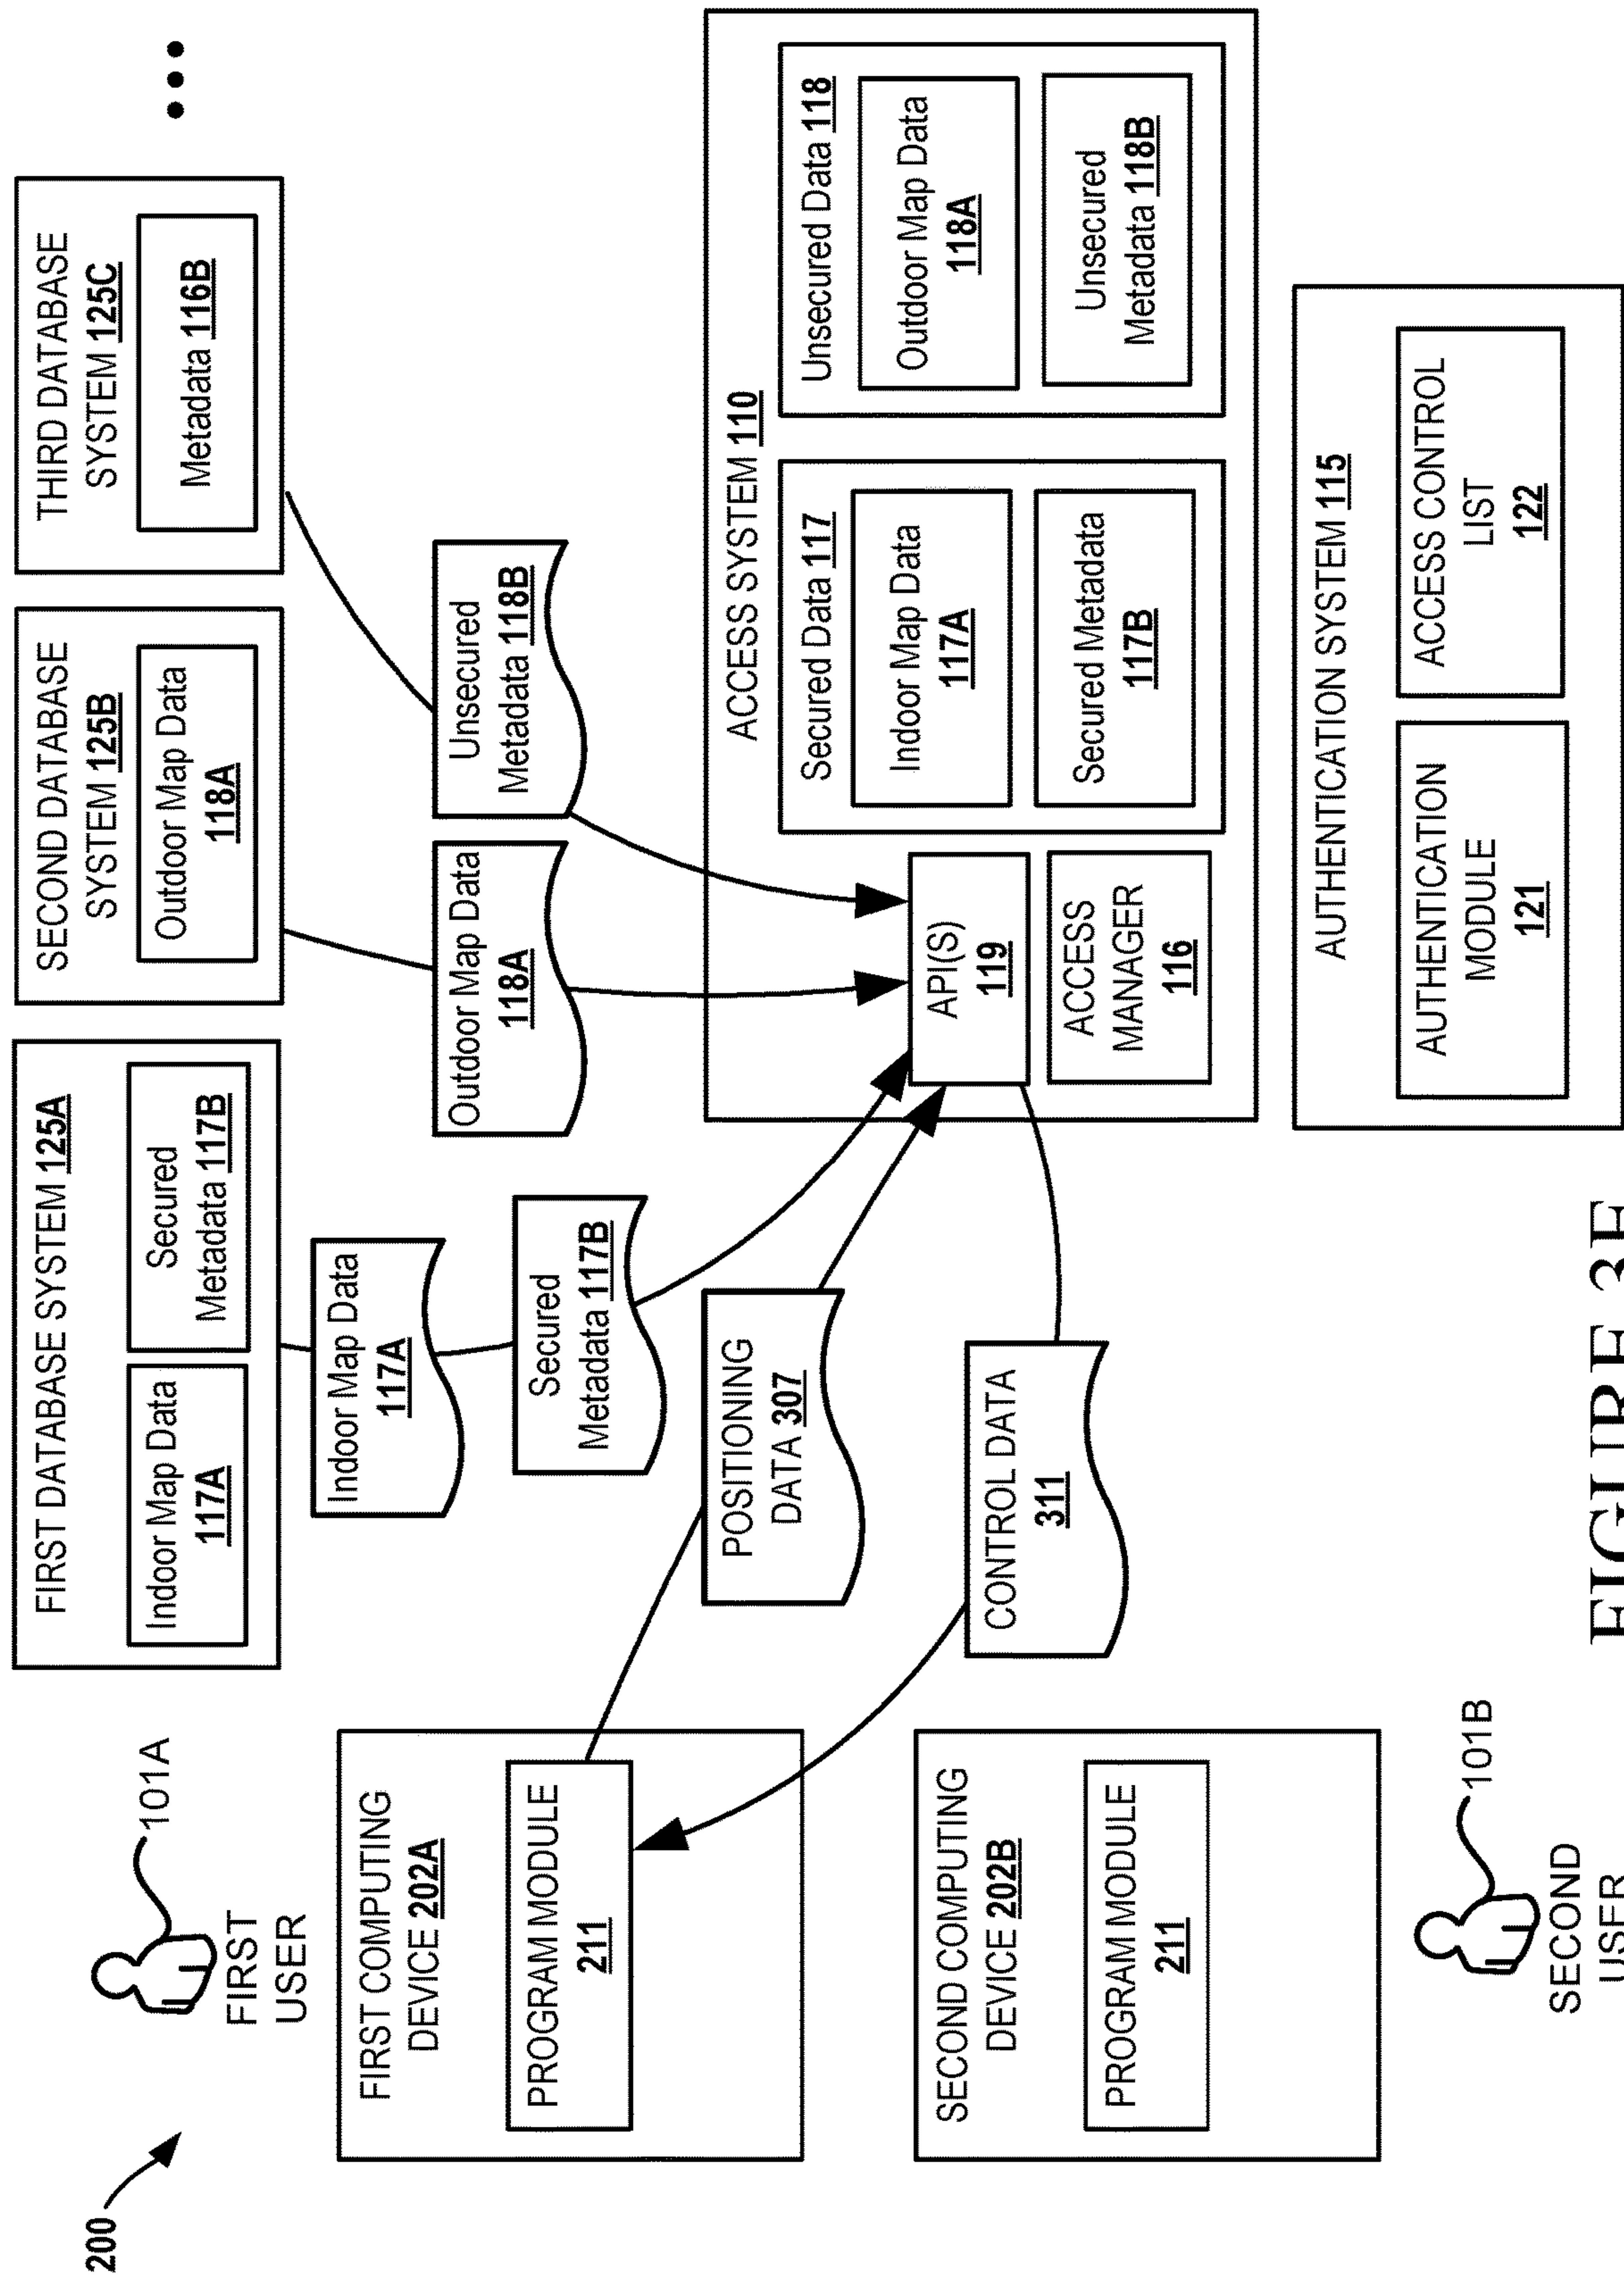 200
101A
FIRST
USER
FIRST DATABASE SYSTEM 125A
Indoor Map Data
117A
Secured
Metadata 117B
SECOND DATABASE
SYSTEM 125B
Outdoor Map Data
118A
THIRD DATABASE
SYSTEM 125C
Metadata 116B
Indoor Map Data
117A
Secured
Metadata 117B
Outdoor Map Data
118A
Unsecured
Metadata 118B
FIRST COMPUTING
DEVICE 202A
PROGRAM MODULE
211
POSITIONING
DATA 307
CONTROL DATA
311
ACCESS SYSTEM 110
API(S)
119
ACCESS
MANAGER
116
Secured Data 117
Indoor Map Data
117A
Secured Metadata
117B
Unsecured Data 118
Outdoor Map Data
118A
Unsecured
Metadata 118B
SECOND COMPUTING
DEVICE 202B
PROGRAM MODULE
211
101B
SECOND
USER
AUTHENTICATION SYSTEM 115
AUTHENTICATION
MODULE
121
ACCESS CONTROL
LIST
122
FIGURE